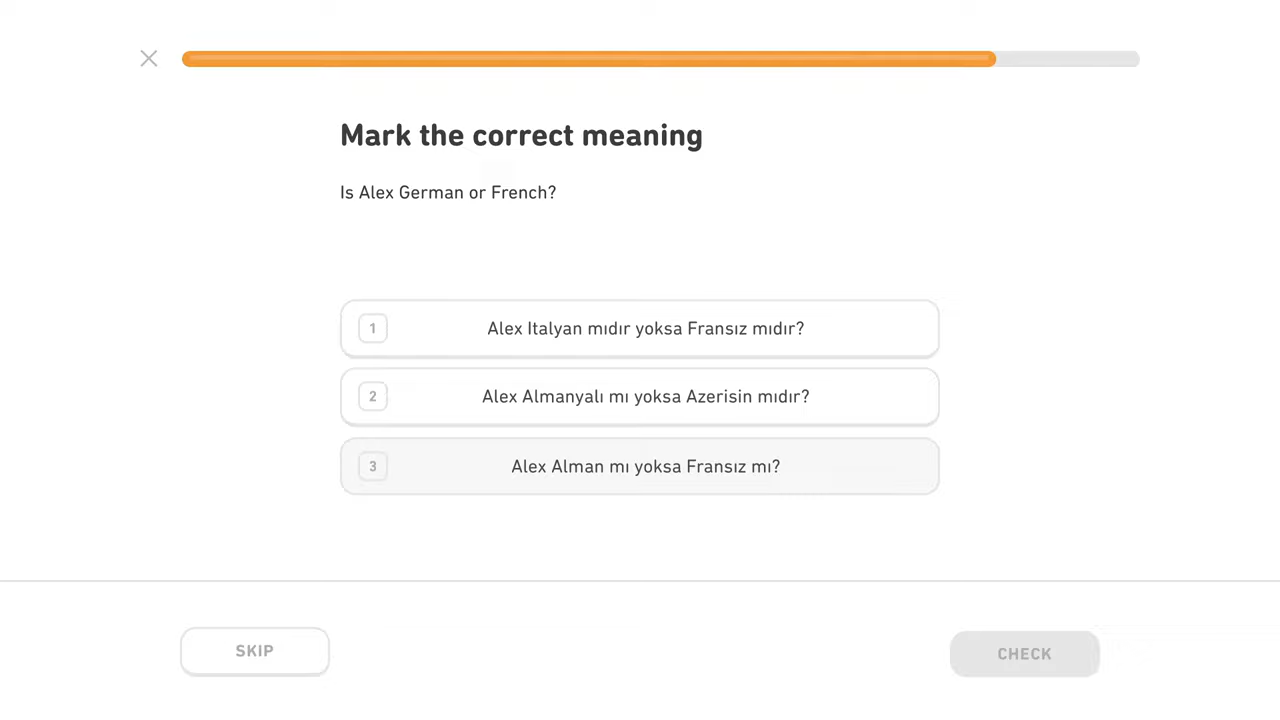 Mark the correct meaning
Is Alex German or French?
1 Alex Italyan mıdır yoksa Fransız mıdır?
2 Alex Almanyalı mı yoksa Azerisin mıdır?
3 Alex Alman mı yoksa Fransız mı?
SKIP
CHECK